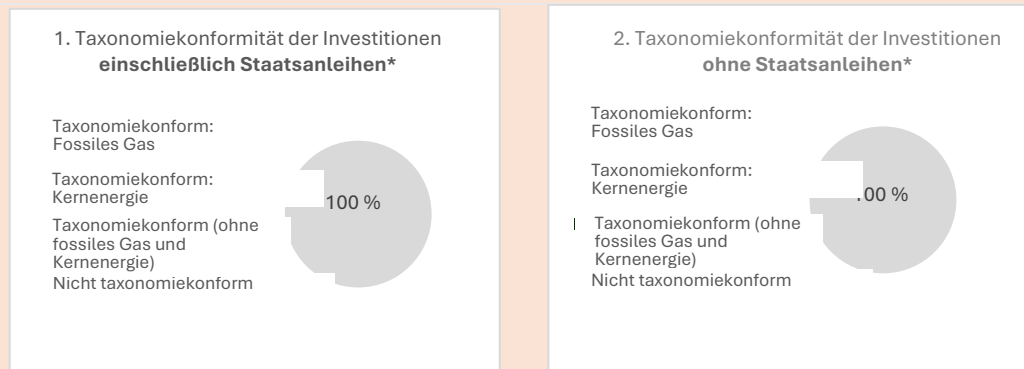 1. Taxonomiekonformität der Investitionen
einschließlich Staatsanleihen*
Taxonomiekonform:
Fossiles Gas
Taxonomiekonform:
Kernenergie
Taxonomiekonform (ohne
fossiles Gas und
Kernenergie)
Nicht taxonomiekonform
100 %
2. Taxonomiekonformität der Investitionen
ohne Staatsanleihen*
Taxonomiekonform:
Fossiles Gas
Taxonomiekonform:
Kernenergie
Taxonomiekonform (ohne
fossiles Gas und
Kernenergie)
Nicht taxonomiekonform
00 %